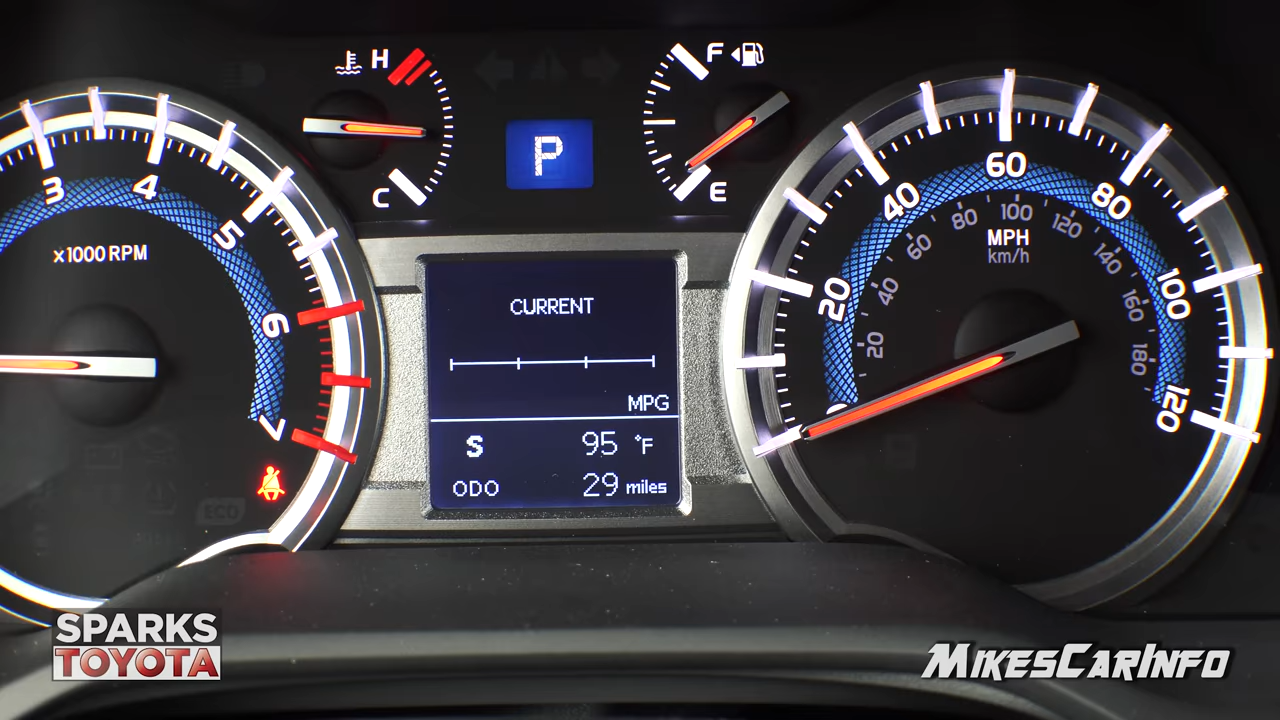 H
C
P
F
E
3
4
5
6
7
x1000 RPM
CURRENT
MPG
S 95 °F
ODO 29 miles
0
20
40
60
80
100
120
MPH
km/h
20
40
60
80
100
120
140
160
180
ECO
SPARKS
TOYOTA
MIKESCARINFO